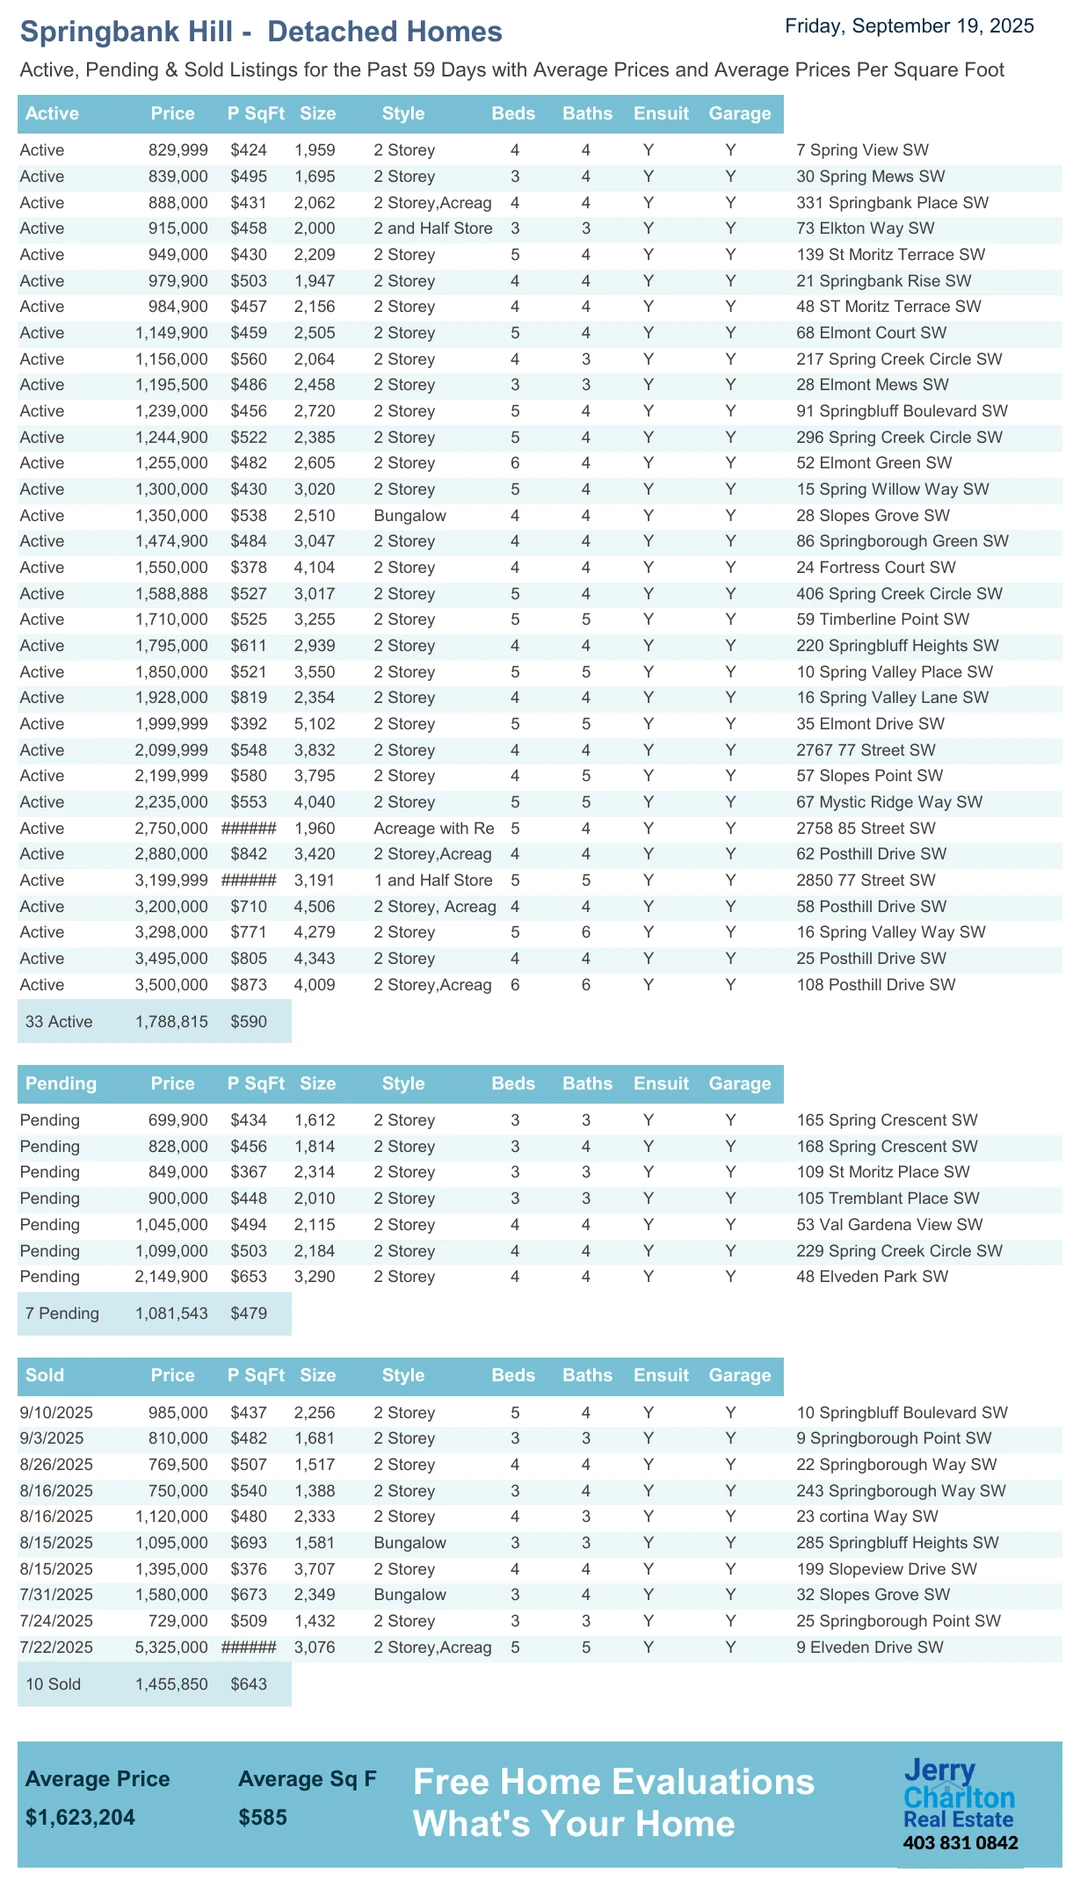 Springbank Hill - Detached Homes
Friday, September 19, 2025
Active, Pending & Sold Listings for the Past 59 Days with Average Prices and Average Prices Per Square Foot
Active Price P SqFt Size Style Beds Baths Ensuit Garage
Active 829,999 $424 1,959 2 Storey 4 4 Y Y 7 Spring View SW
Active 839,000 $495 1,695 2 Storey 3 4 Y Y 30 Spring Mews SW
Active 888,000 $431 2,062 2 Storey,Acreag 4 4 Y Y 331 Springbank Place SW
Active 915,000 $458 2,000 2 and Half Store 3 3 Y Y 73 Elkton Way SW
Active 949,000 $430 2,209 2 Storey 5 4 Y Y 139 St Moritz Terrace SW
Active 979,900 $503 1,947 2 Storey 4 4 Y Y 21 Springbank Rise SW
Active 984,900 $457 2,156 2 Storey 4 4 Y Y 48 ST Moritz Terrace SW
Active 1,149,900 $459 2,505 2 Storey 5 4 Y Y 68 Elmont Court SW
Active 1,156,000 $560 2,064 2 Storey 4 3 Y Y 217 Spring Creek Circle SW
Active 1,195,500 $486 2,458 2 Storey 3 3 Y Y 28 Elmont Mews SW
Active 1,239,000 $456 2,720 2 Storey 5 4 Y Y 91 Springbluff Boulevard SW
Active 1,244,900 $522 2,385 2 Storey 5 4 Y Y 296 Spring Creek Circle SW
Active 1,255,000 $482 2,605 2 Storey 6 4 Y Y 52 Elmont Green SW
Active 1,300,000 $430 3,020 2 Storey 5 4 Y Y 15 Spring Willow Way SW
Active 1,350,000 $538 2,510 Bungalow 4 4 Y Y 28 Slopes Grove SW
Active 1,474,900 $484 3,047 2 Storey 4 4 Y Y 86 Springborough Green SW
Active 1,550,000 $378 4,104 2 Storey 4 4 Y Y 24 Fortress Court SW
Active 1,588,888 $527 3,017 2 Storey 5 4 Y Y 406 Spring Creek Circle SW
Active 1,710,000 $525 3,255 2 Storey 5 5 Y Y 59 Timberline Point SW
Active 1,795,000 $611 2,939 2 Storey 4 4 Y Y 220 Springbluff Heights SW
Active 1,850,000 $521 3,550 2 Storey 5 5 Y Y 10 Spring Valley Place SW
Active 1,928,000 $819 2,354 2 Storey 4 4 Y Y 16 Spring Valley Lane SW
Active 1,999,999 $392 5,102 2 Storey 5 5 Y Y 35 Elmont Drive SW
Active 2,099,999 $548 3,832 2 Storey 4 4 Y Y 2767 77 Street SW
Active 2,199,999 $580 3,795 2 Storey 4 5 Y Y 57 Slopes Point SW
Active 2,235,000 $553 4,040 2 Storey 5 5 Y Y 67 Mystic Ridge Way SW
Active 2,750,000 ###### 1,960 Acreage with Re 5 4 Y Y 2758 85 Street SW
Active 2,880,000 $842 3,420 2 Storey,Acreag 4 4 Y Y 62 Posthill Drive SW
Active 3,199,999 ###### 3,191 1 and Half Store 5 5 Y Y 2850 77 Street SW
Active 3,200,000 $710 4,506 2 Storey, Acreag 4 4 Y Y 58 Posthill Drive SW
Active 3,298,000 $771 4,279 2 Storey 5 6 Y Y 16 Spring Valley Way SW
Active 3,495,000 $805 4,343 2 Storey 4 4 Y Y 25 Posthill Drive SW
Active 3,500,000 $873 4,009 2 Storey,Acreag 6 6 Y Y 108 Posthill Drive SW
33 Active 1,788,815 $590
Pending Price P SqFt Size Style Beds Baths Ensuit Garage
Pending 699,900 $434 1,612 2 Storey 3 3 Y Y 165 Spring Crescent SW
Pending 828,000 $456 1,814 2 Storey 3 4 Y Y 168 Spring Crescent SW
Pending 849,000 $367 2,314 2 Storey 3 3 Y Y 109 St Moritz Place SW
Pending 900,000 $448 2,010 2 Storey 3 3 Y Y 105 Tremblant Place SW
Pending 1,045,000 $494 2,115 2 Storey 4 4 Y Y 53 Val Gardena View SW
Pending 1,099,000 $503 2,184 2 Storey 4 4 Y Y 229 Spring Creek Circle SW
Pending 2,149,900 $653 3,290 2 Storey 4 4 Y Y 48 Elveden Park SW
7 Pending 1,081,543 $479
Sold Price P SqFt Size Style Beds Baths Ensuit Garage
9/10/2025 985,000 $437 2,256 2 Storey 5 4 Y Y 10 Springbluff Boulevard SW
9/3/2025 810,000 $482 1,681 2 Storey 3 3 Y Y 9 Springborough Point SW
8/26/2025 769,500 $507 1,517 2 Storey 4 4 Y Y 22 Springborough Way SW
8/16/2025 750,000 $540 1,388 2 Storey 3 4 Y Y 243 Springborough Way SW
8/16/2025 1,120,000 $480 2,333 2 Storey 4 3 Y Y 23 cortina Way SW
8/15/2025 1,095,000 $693 1,581 Bungalow 3 3 Y Y 285 Springbluff Heights SW
8/15/2025 1,395,000 $376 3,707 2 Storey 4 4 Y Y 199 Slopeview Drive SW
7/31/2025 1,580,000 $673 2,349 Bungalow 3 4 Y Y 32 Slopes Grove SW
7/24/2025 729,000 $509 1,432 2 Storey 3 3 Y Y 25 Springborough Point SW
7/22/2025 5,325,000 ###### 3,076 2 Storey,Acreag 5 5 Y Y 9 Elveden Drive SW
10 Sold 1,455,850 $643
Average Price Average Sq F
$1,623,204 $585
Free Home Evaluations
What's Your Home
Jerry
Charlton
Real Estate
403 831 0842